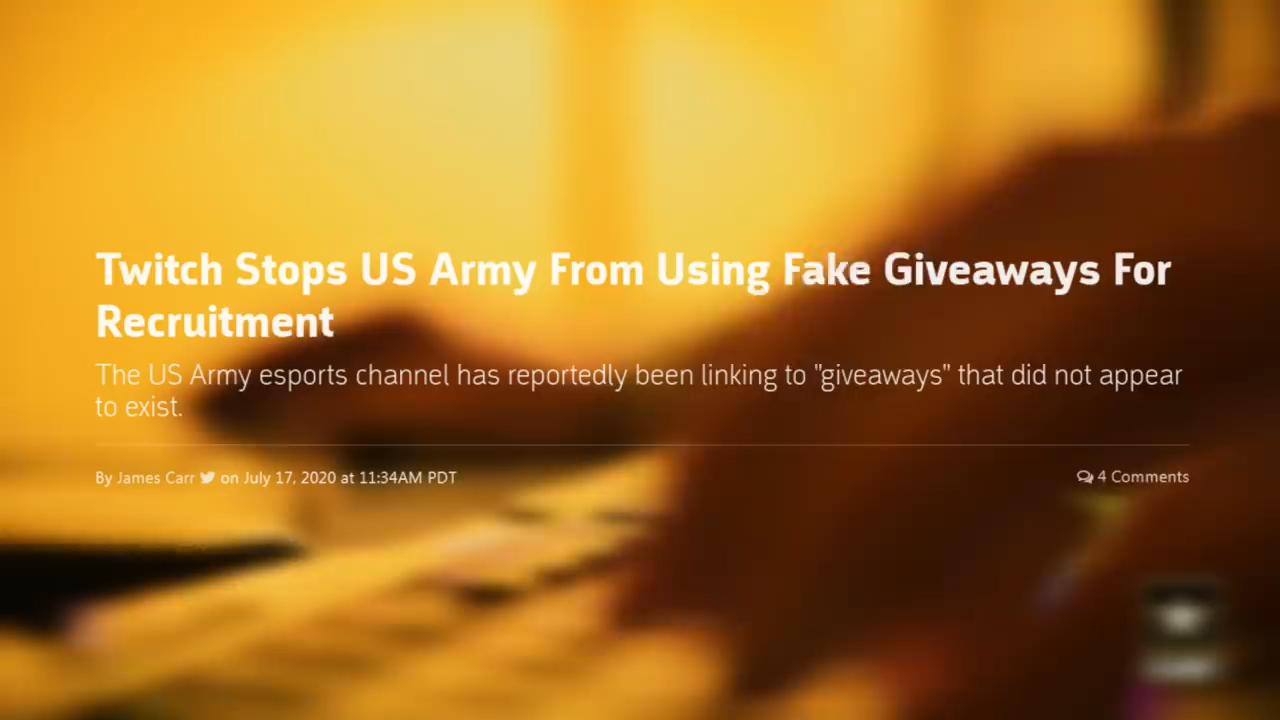 Twitch Stops US Army From Using Fake Giveaways For
Recruitment
The US Army esports channel has reportedly been linking to "giveaways" that did not appear
to exist.
By James Carr on July 17, 2020 at 11:34AM PDT
4 Comments